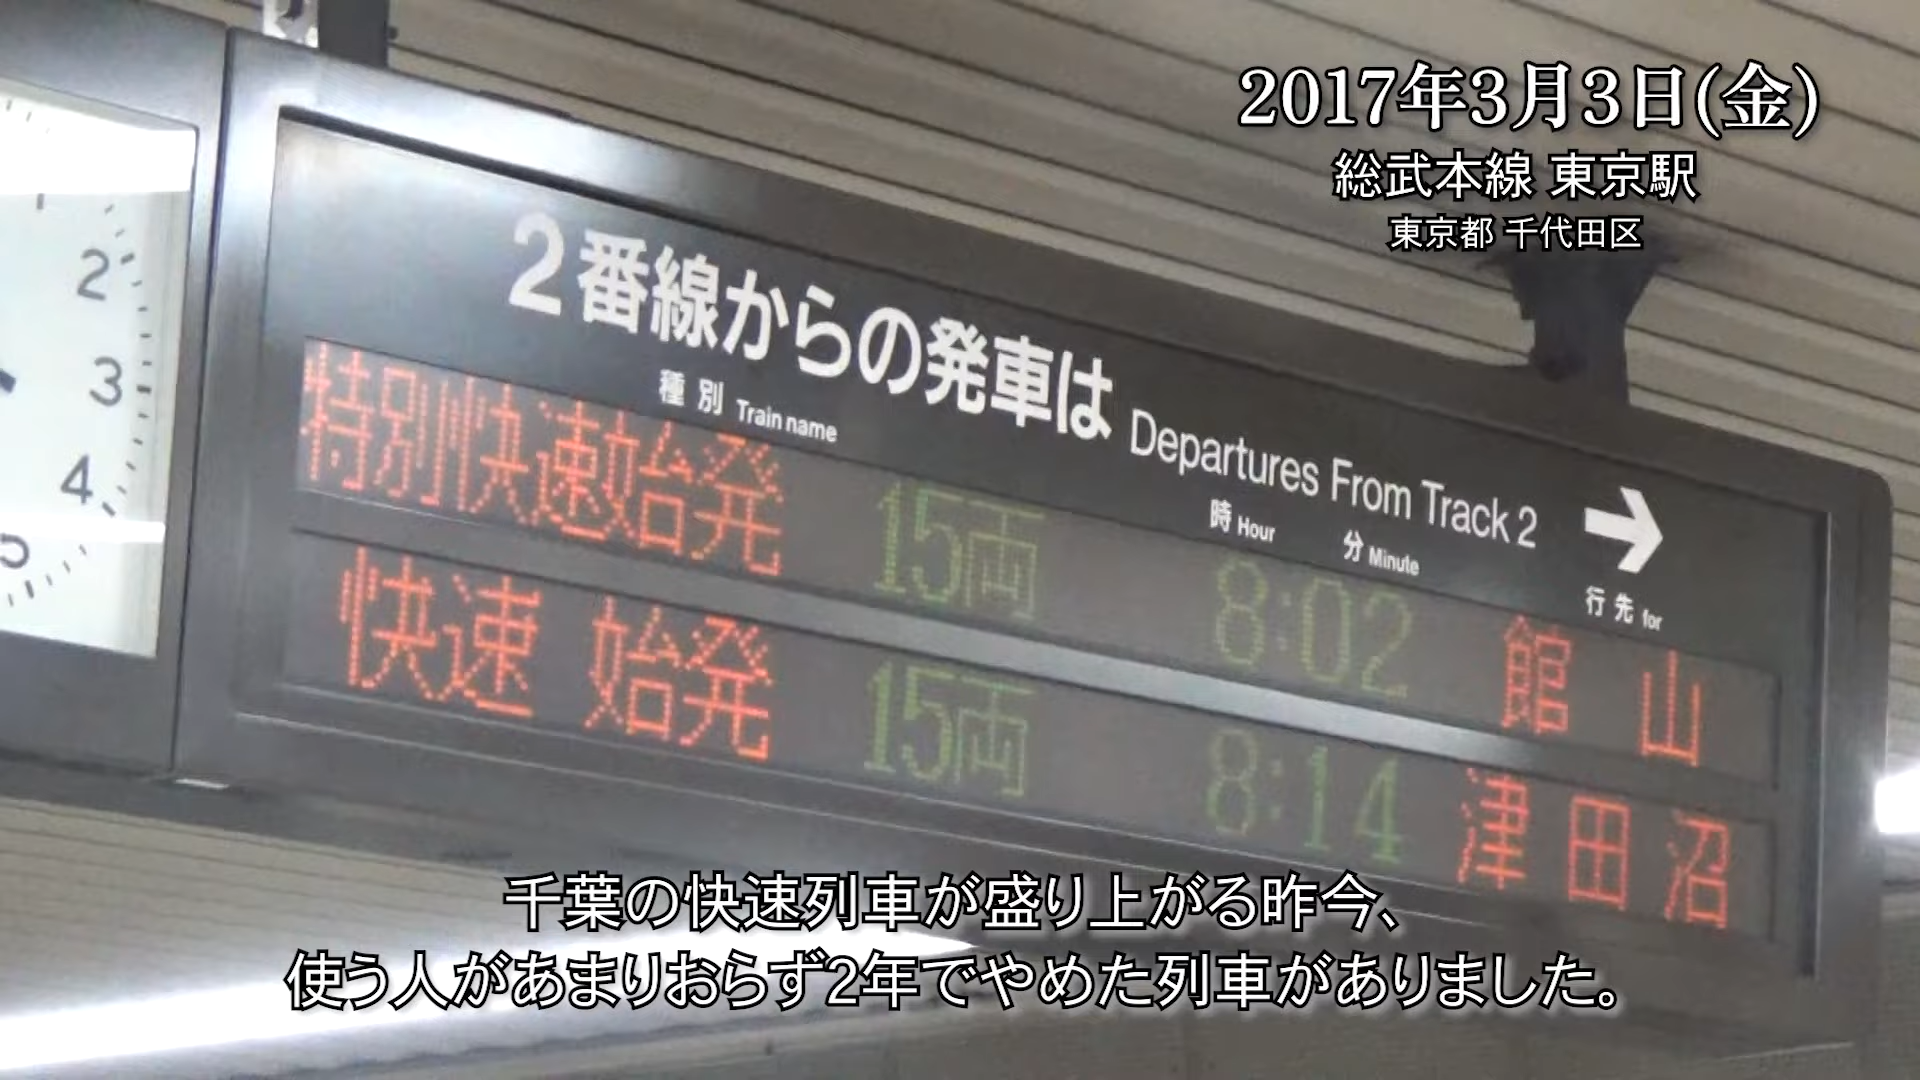 2017年3月3日(金)
総武本線 東京駅
東京都 千代田区
2番線からの発車は Departures From Track 2 →
種別 Train name 時 Hour 分 Minute 行先 for
特別快速始発 15両 8:02 館山
快速 始発 15両 8:14 津田沼
2
3
4
5
千葉の快速列車が盛り上がる昨今、
使う人があまりおらず2年でやめた列車がありました。